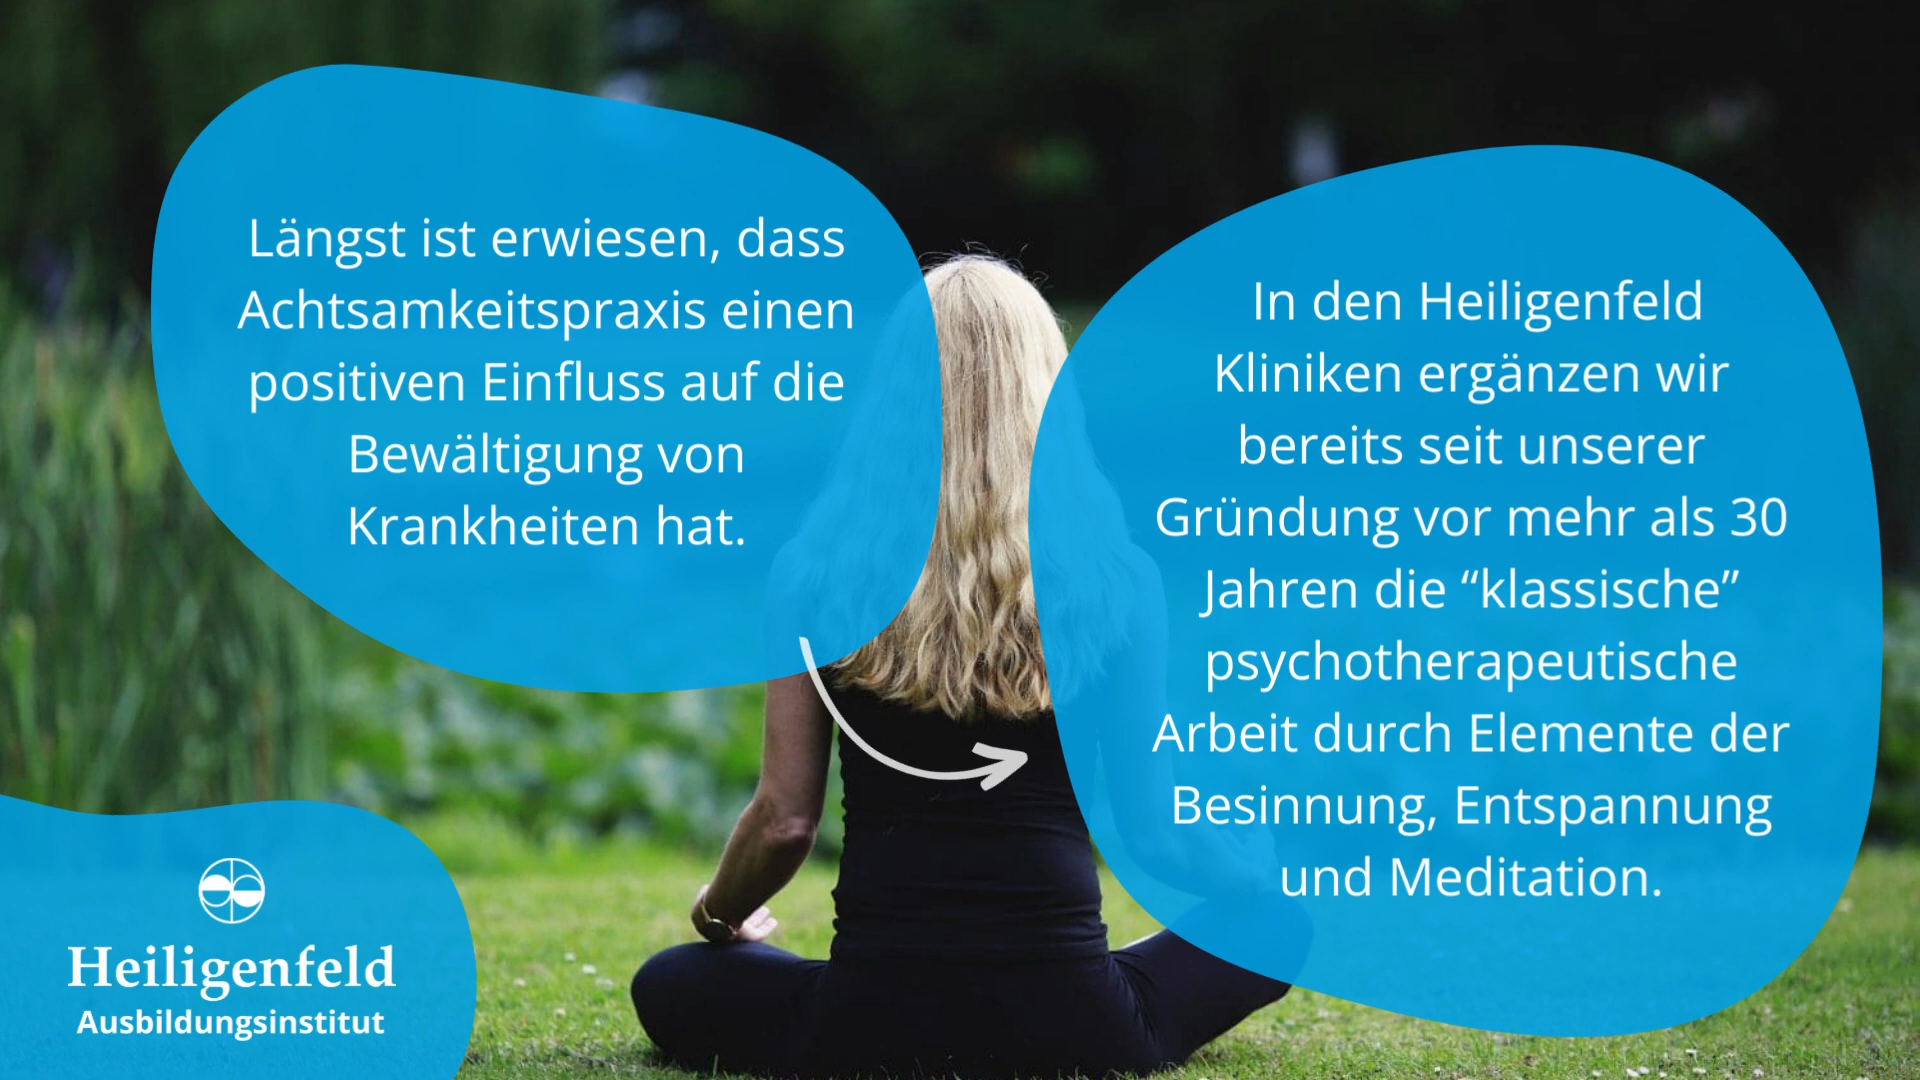 Längst ist erwiesen, dass
Achtsamkeitspraxis einen
positiven Einfluss auf die
Bewältigung von
Krankheiten hat.
In den Heiligenfeld
Kliniken ergänzen wir
bereits seit unserer
Gründung vor mehr als 30
Jahren die “klassische”
psychotherapeutische
Arbeit durch Elemente der
Besinnung, Entspannung
und Meditation.
Heiligenfeld
Ausbildungsinstitut